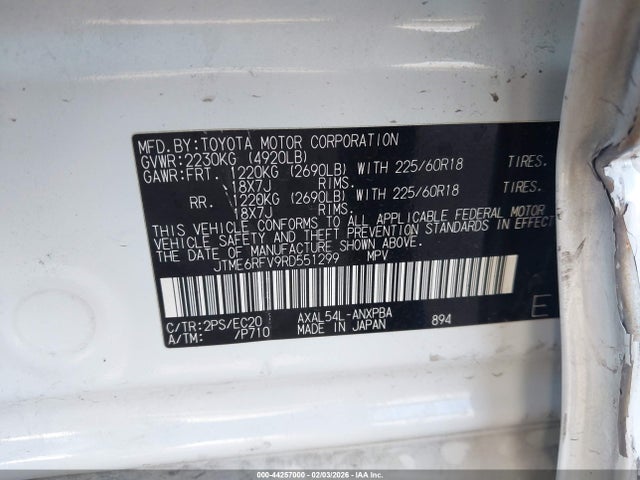 MFD. BY: TOYOTA MOTOR CORPORATION
GVWR: 2230KG (4920LB)
GAWR: FRT. 1220KG (2690LB) WITH 225/60R18 TIRES.
18X7J RIMS.
RR. 1220KG (2690LB) WITH 225/60R18 TIRES.
18X7J RIMS.
THIS VEHICLE CONFORMS TO ALL APPLICABLE FEDERAL MOTOR
VEHICLE SAFETY AND THEFT PREVENTION STANDARDS IN EFFECT
ON THE DATE OF MANUFACTURE SHOWN ABOVE.
JTME6RFV9RD551299 MPV
C/TR: 2PS/EC20 AXAL54L-ANXPBA
A/TM: /P710 MADE IN JAPAN 894
E
000-44257000 - 02/03/2026 - IAAI.COM